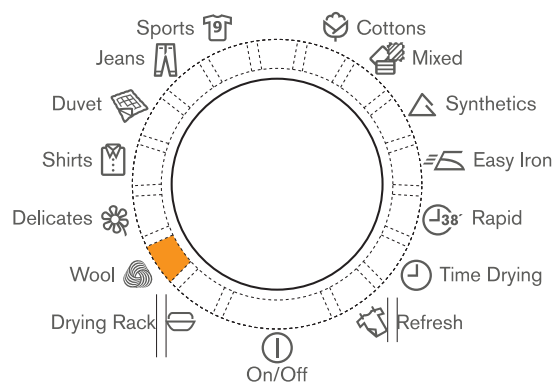 Sports 9
Cottons
Jeans
Mixed
Duvet
Synthetics
Shirts
Easy Iron
Delicates
38' Rapid
Wool
Time Drying
Drying Rack
Refresh
On/Off